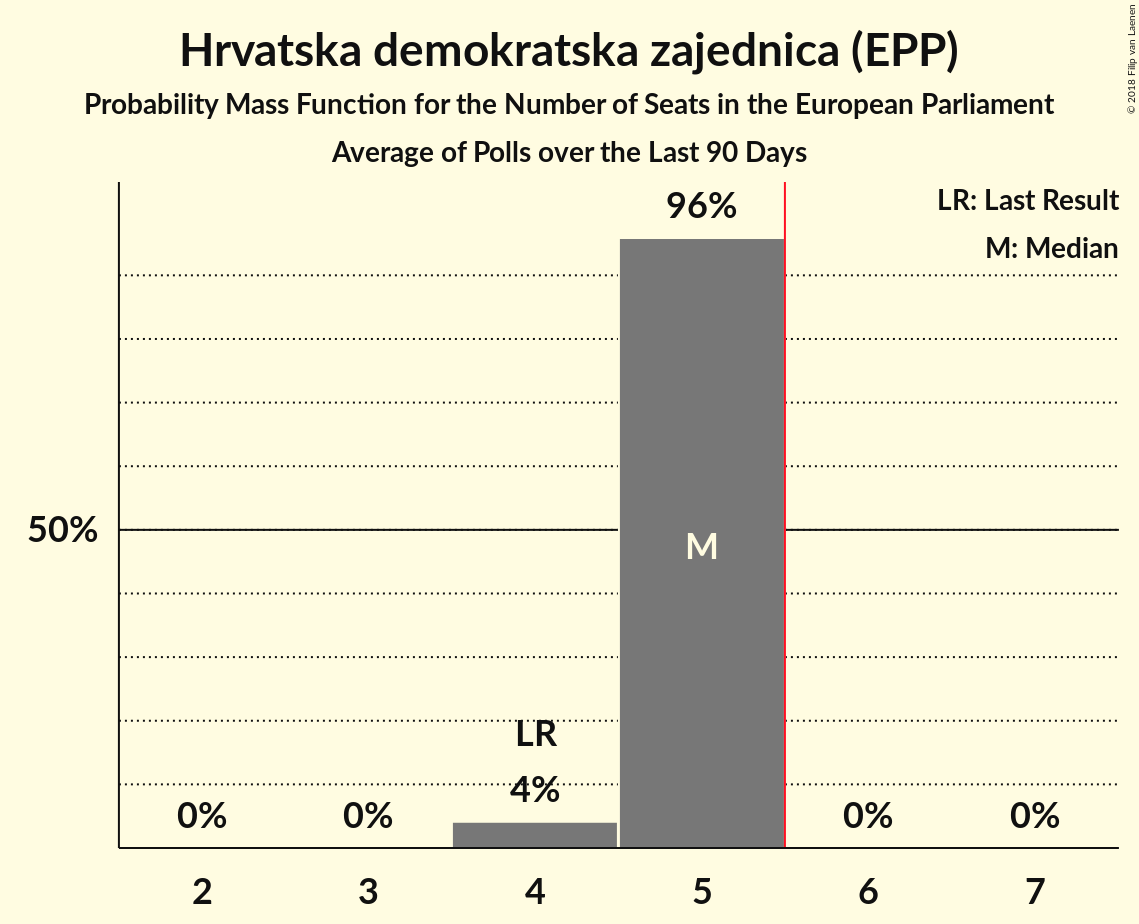 Hrvatska demokratska zajednica (EPP)
Probability Mass Function for the Number of Seats in the European Parliament
Average of Polls over the Last 90 Days
© 2018 Filip van Laenen
LR: Last Result
M: Median
96%
50%
M
LR
4%
0%
0%
0%
0%
2
3
4
5
6
7